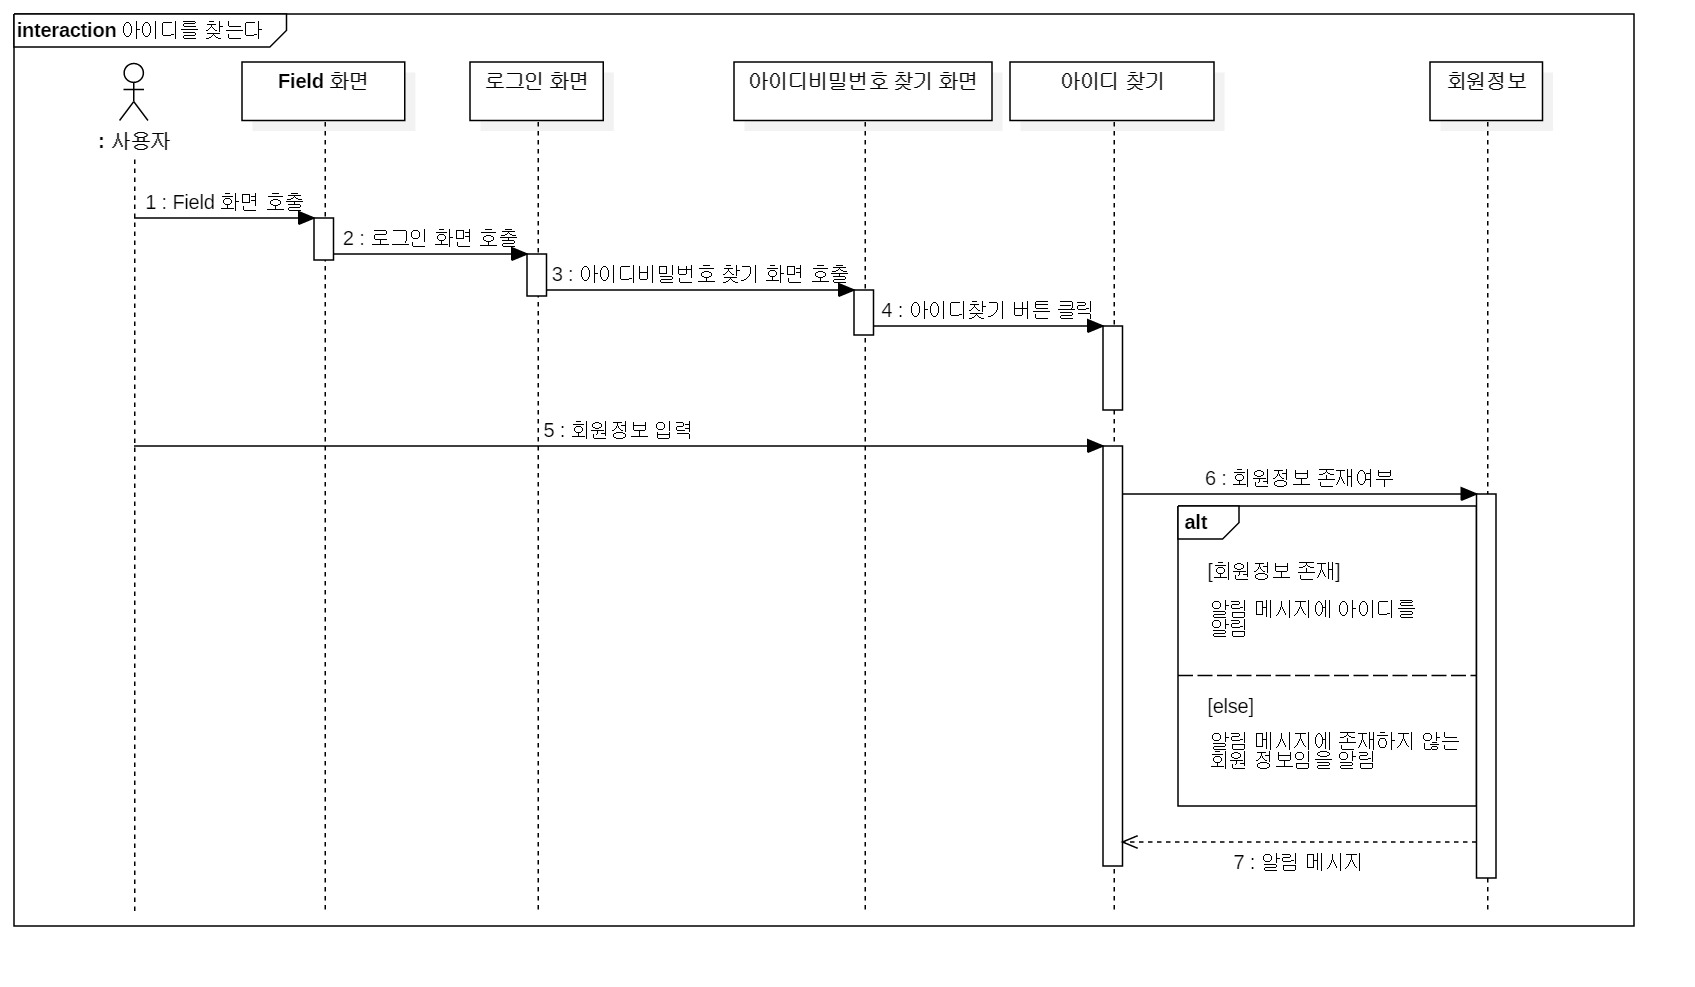 interaction 아이디를 찾는다
: 사용자
Field 화면
로그인 화면
아이디비밀번호 찾기 화면
아이디 찾기
회원정보
1 : Field 화면 호출
2 : 로그인 화면 호출
3 : 아이디비밀번호 찾기 화면 호출
4 : 아이디찾기 버튼 클릭
5 : 회원정보 입력
6 : 회원정보 존재여부
alt
[회원정보 존재]
알림 메시지에 아이디를
알림
[else]
알림 메시지에 존재하지 않는
회원 정보임을 알림
7 : 알림 메시지